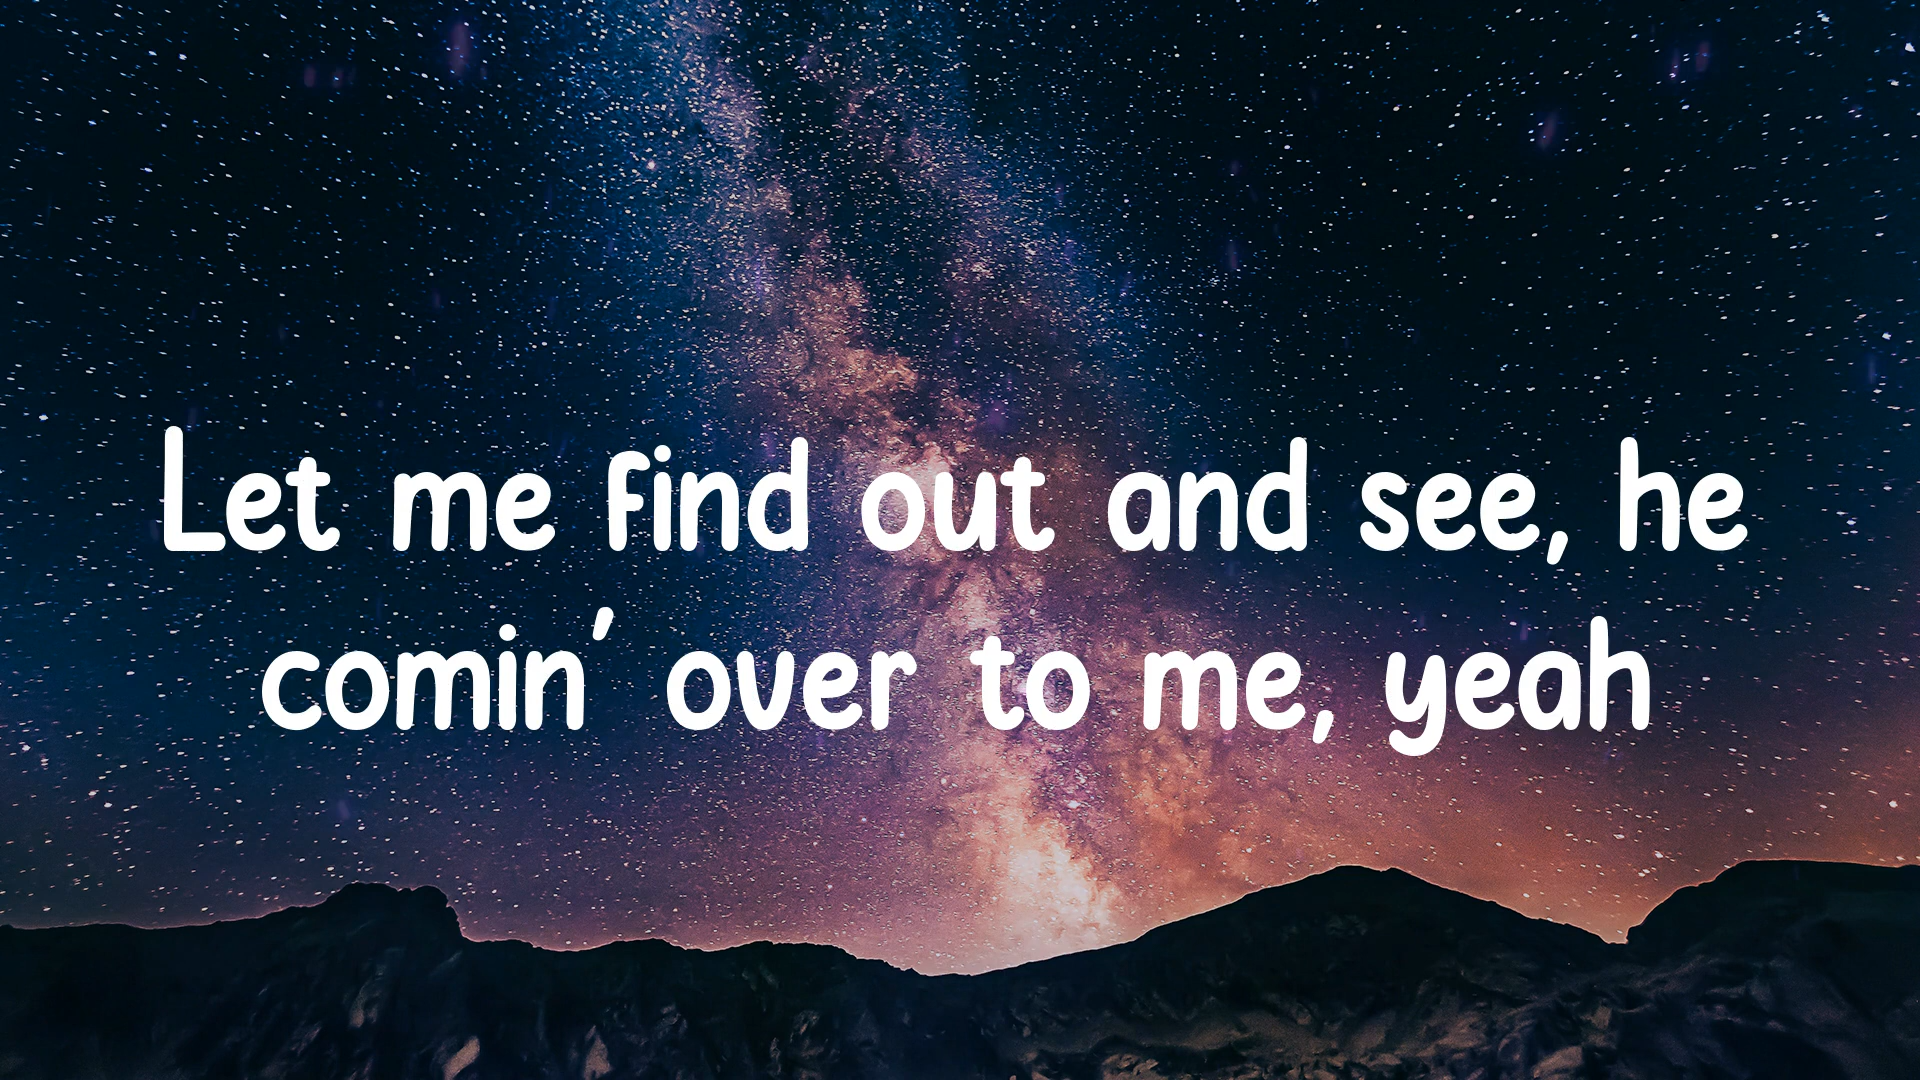 Let me find out and see, he
comin' over to me, yeah